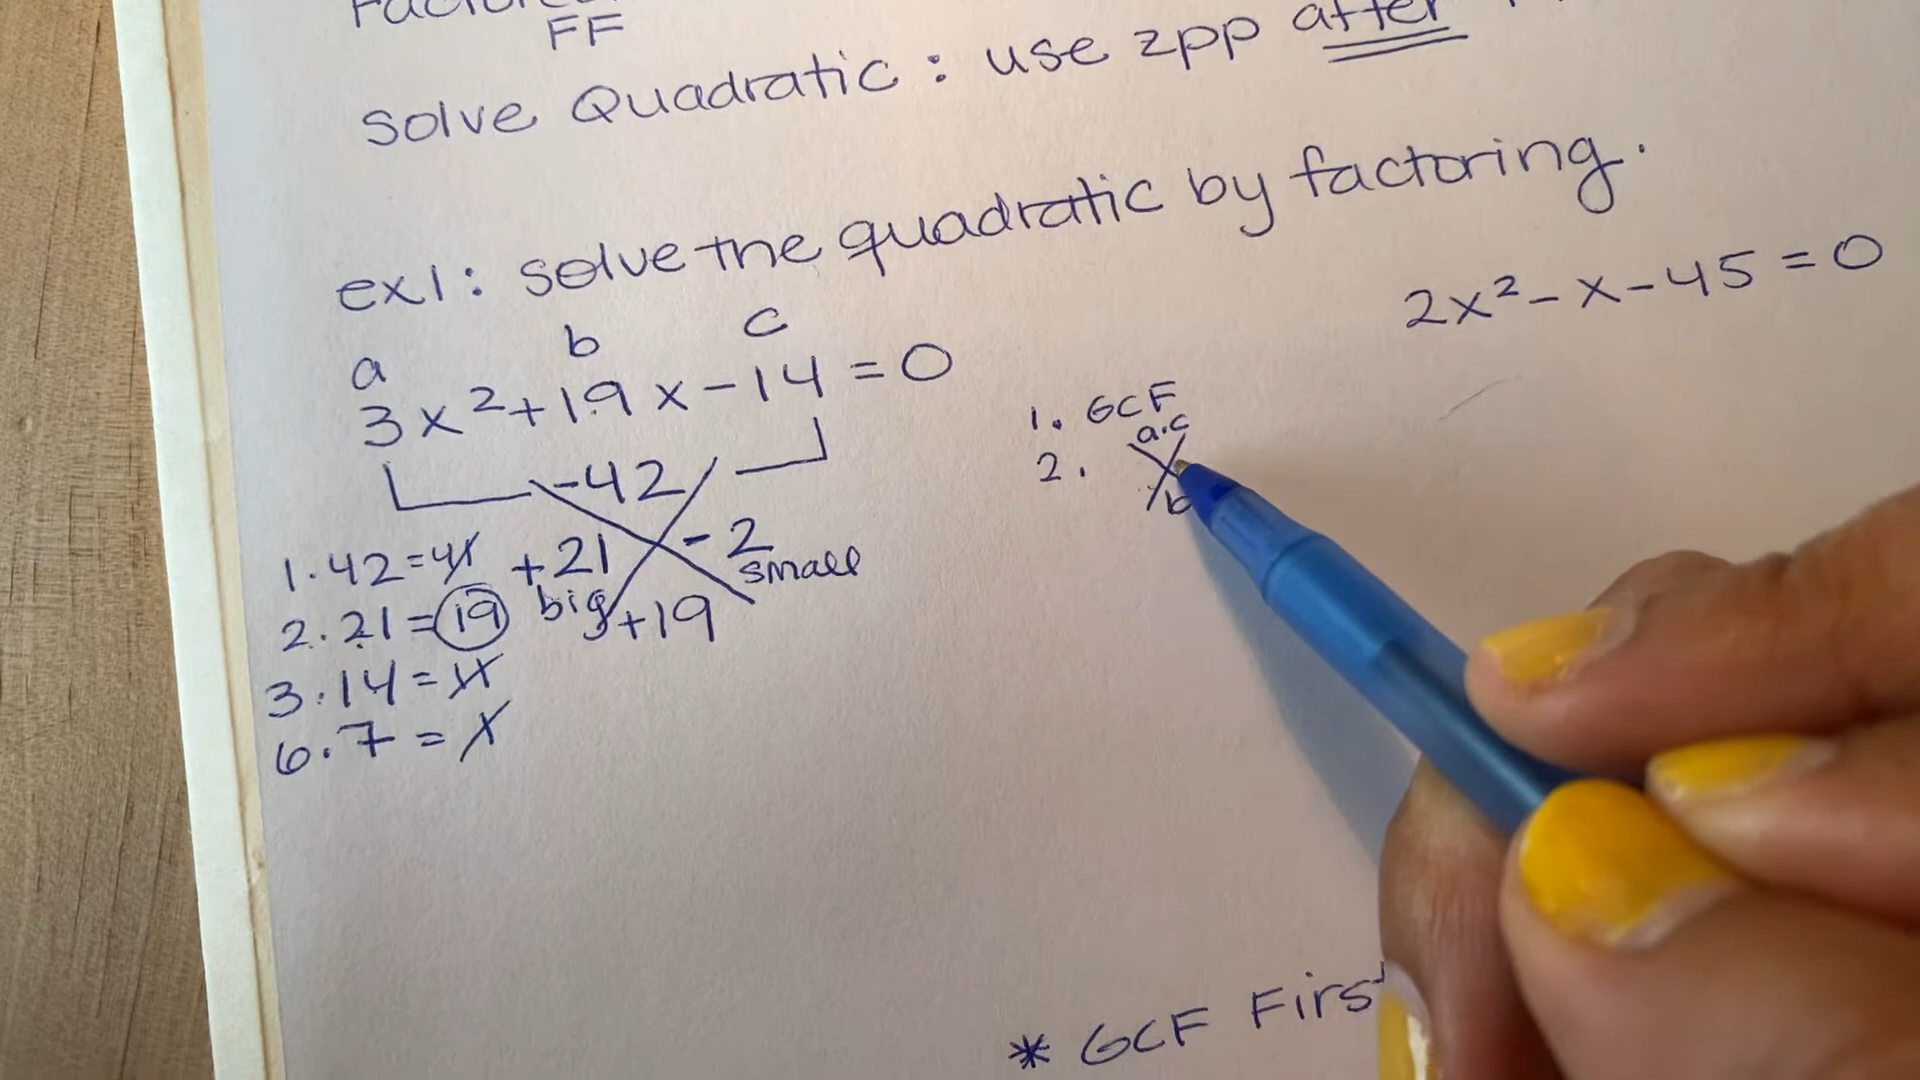 FF
Solve Quadratic : use zpp after
ex1: solve the quadratic by factoring.
a b c
3x²+19x-14=0
2x²-x-45=0
1. GCF
2. a.c
b
-42
+21 -2
big small
+19
1.42=41
2.21=19
3.14=11
6.7=1
* GCF First